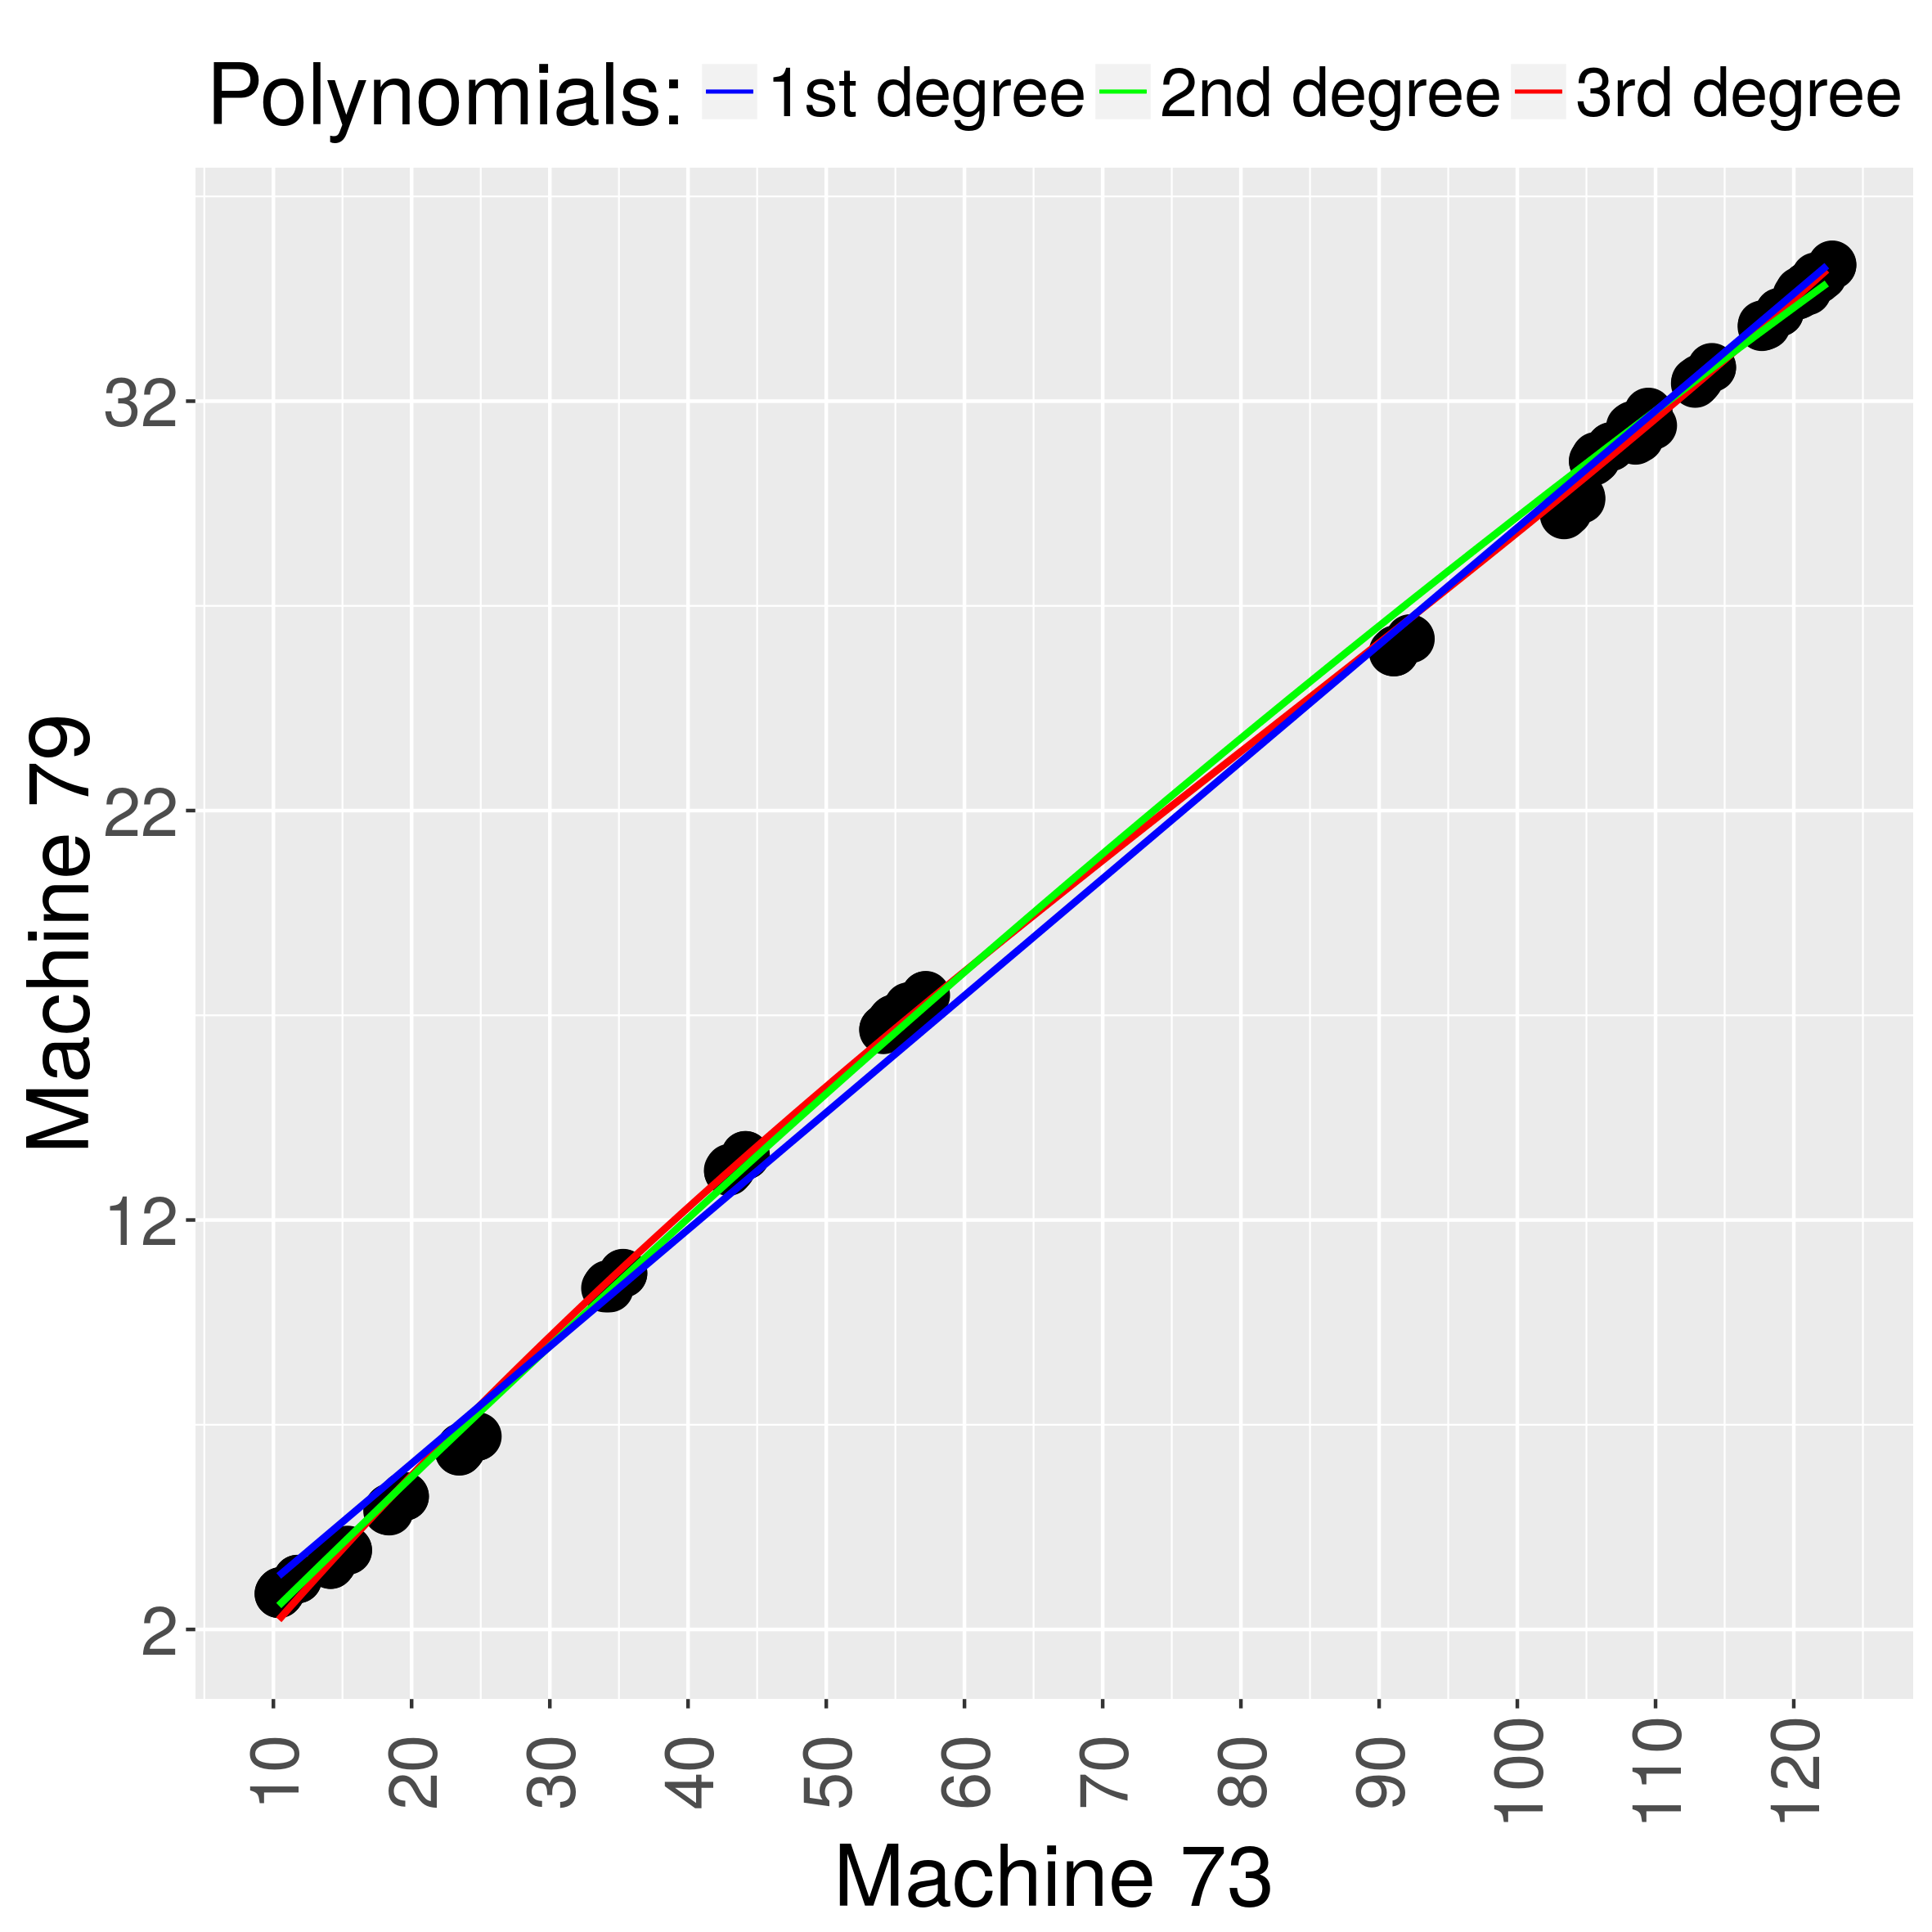 Polynomials: 1st degree 2nd degree 3rd degree
Machine 79
32
22
12
2
10 20 30 40 50 60 70 80 90 100 110 120
Machine 73